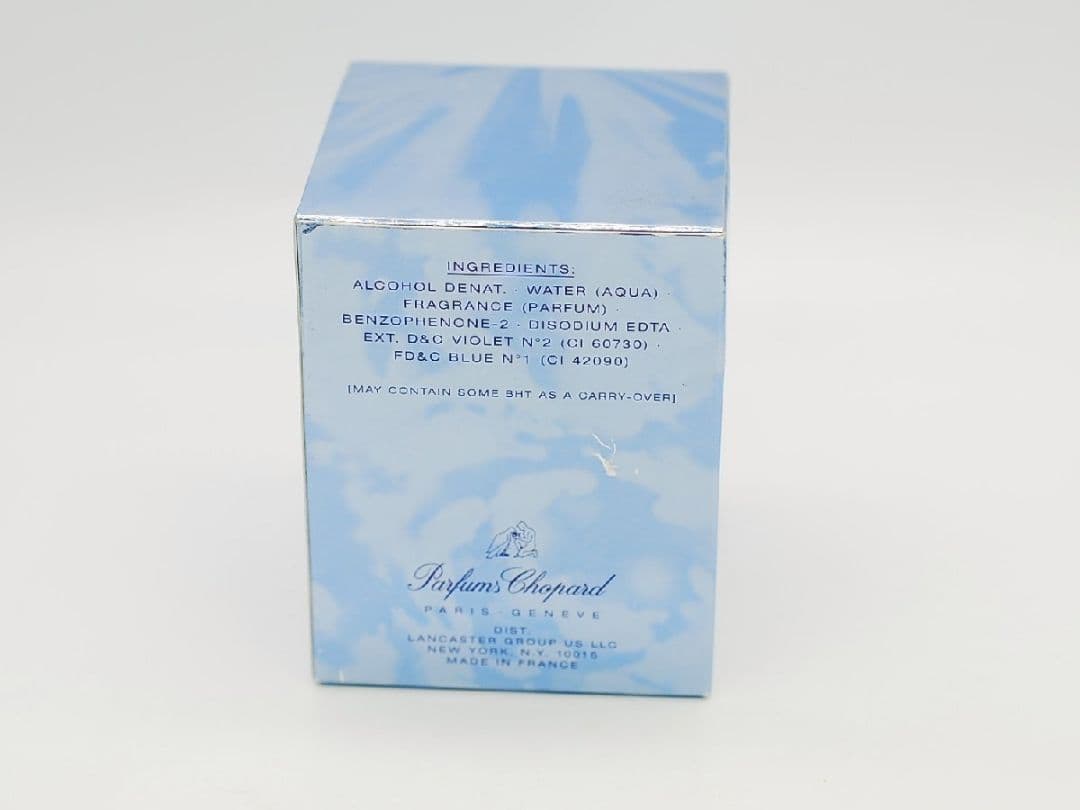 INGREDIENTS:
ALCOHOL DENAT. · WATER (AQUA) ·
FRAGRANCE (PARFUM) ·
BENZOPHENONE-2 · DISODIUM EDTA ·
EXT. D&C VIOLET N°2 (CI 60730) ·
FD&C BLUE N°1 (CI 42090)
[MAY CONTAIN SOME BHT AS A CARRY-OVER]
Parfums Chopard
PARIS · GENEVE
DIST.
LANCASTER GROUP US LLC
NEW YORK, N.Y. 10016
MADE IN FRANCE